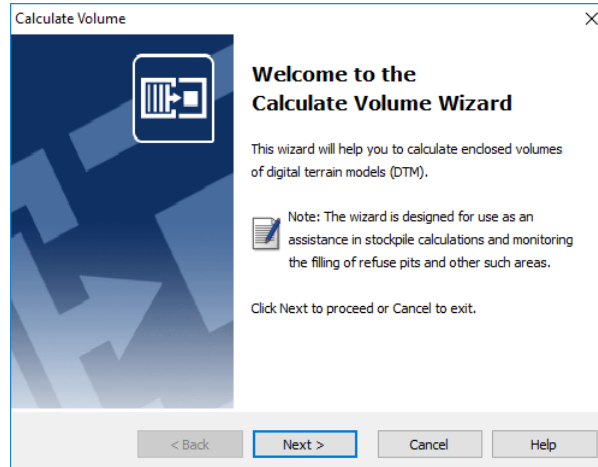 Calculate Volume
Welcome to the
Calculate Volume Wizard
This wizard will help you to calculate enclosed volumes
of digital terrain models (DTM).
Note: The wizard is designed for use as an
assistance in stockpile calculations and monitoring
the filling of refuse pits and other such areas.
Click Next to proceed or Cancel to exit.
< Back
Next >
Cancel
Help